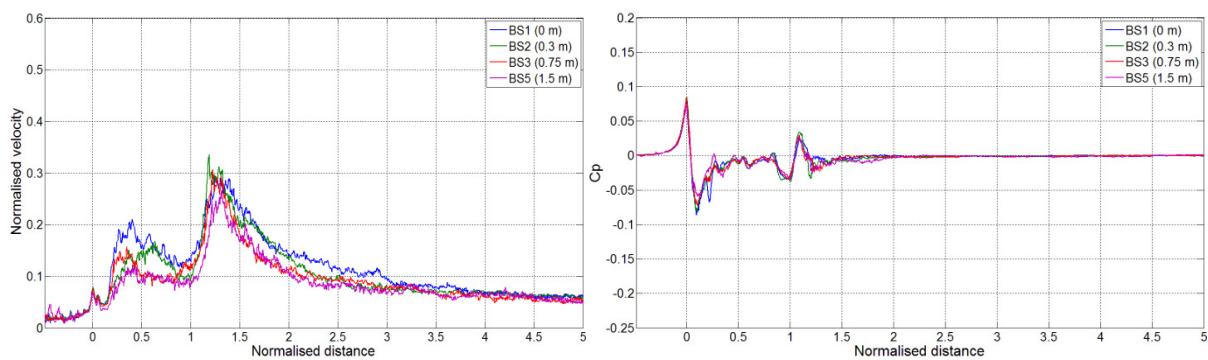 0.6
0.5
0.4
0.3
0.2
0.1
0
Normalised velocity
BS1 (0 m)
BS2 (0.3 m)
BS3 (0.75 m)
BS5 (1.5 m)
0 0.5 1.0 1.5 2 2.5 3 3.5 4 4.5 5
Normalised distance
0.2
0.15
0.1
0.05
0
-0.05
-0.1
-0.15
-0.2
-0.25
Cp
BS1 (0 m)
BS2 (0.3 m)
BS3 (0.75 m)
BS5 (1.5 m)
0 0.5 1 1.5 2 2.5 3 3.5 4 4.5 5
Normalised distance